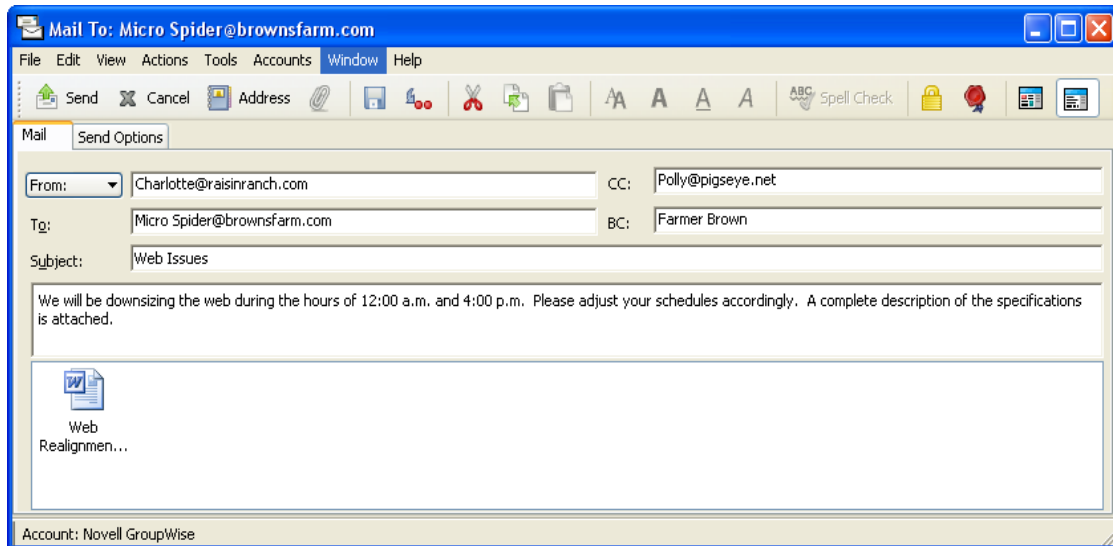 Mail To: Micro Spider@brownsfarm.com
File Edit View Actions Tools Accounts Window Help
Send Cancel Address ABC Spell Check
Mail Send Options
From: Charlotte@raisinranch.com CC: Polly@pigseye.net
To: Micro Spider@brownsfarm.com BC: Farmer Brown
Subject: Web Issues
We will be downsizing the web during the hours of 12:00 a.m. and 4:00 p.m.  Please adjust your schedules accordingly.  A complete description of the specifications
is attached.
W
Web
Realignmen...
Account: Novell GroupWise